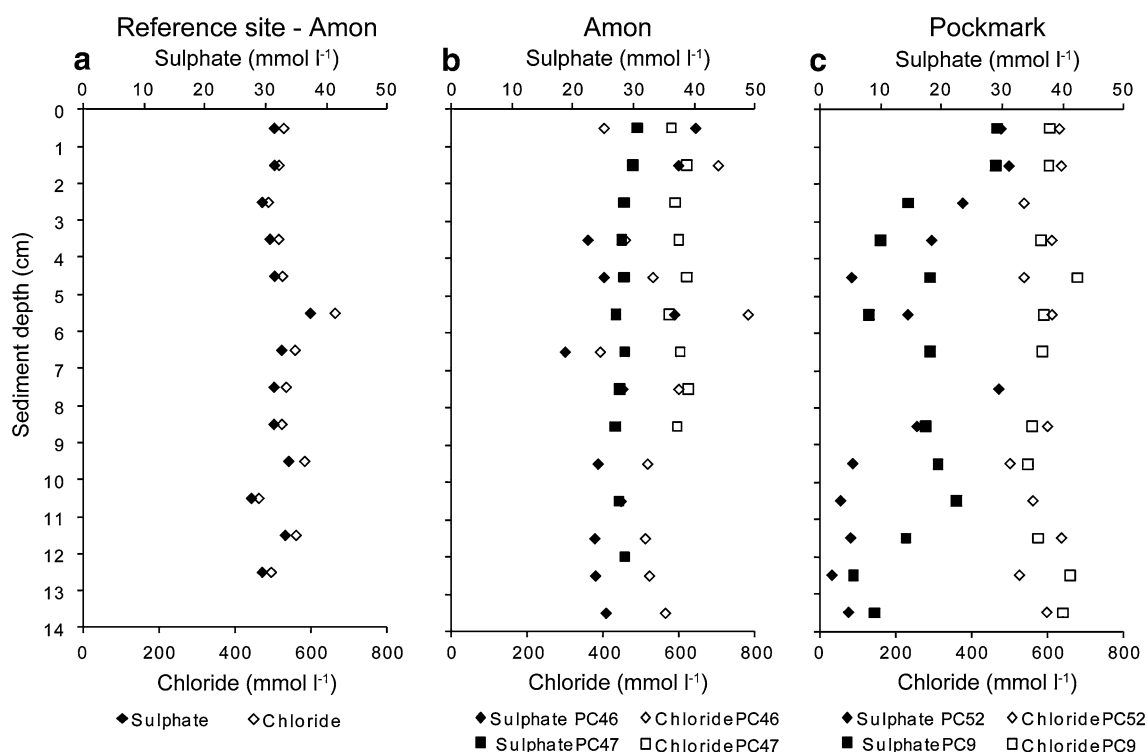 Reference site - Amon
Amon
Pockmark
a
Sulphate (mmol l-1)
b
Sulphate (mmol l-1)
c
Sulphate (mmol l-1)
0 10 20 30 40 50
0 10 20 30 40 50
0 10 20 30 40 50
Sediment depth (cm)
0
1
2
3
4
5
6
7
8
9
10
11
12
13
14
0 200 400 600 800
0 200 400 600 800
0 200 400 600 800
Chloride (mmol l-1)
Chloride (mmol l-1)
Chloride (mmol l-1)
Sulphate Chloride
Sulphate PC46 Chloride PC46
Sulphate PC47 Chloride PC47
Sulphate PC52 Chloride PC52
Sulphate PC9 Chloride PC9